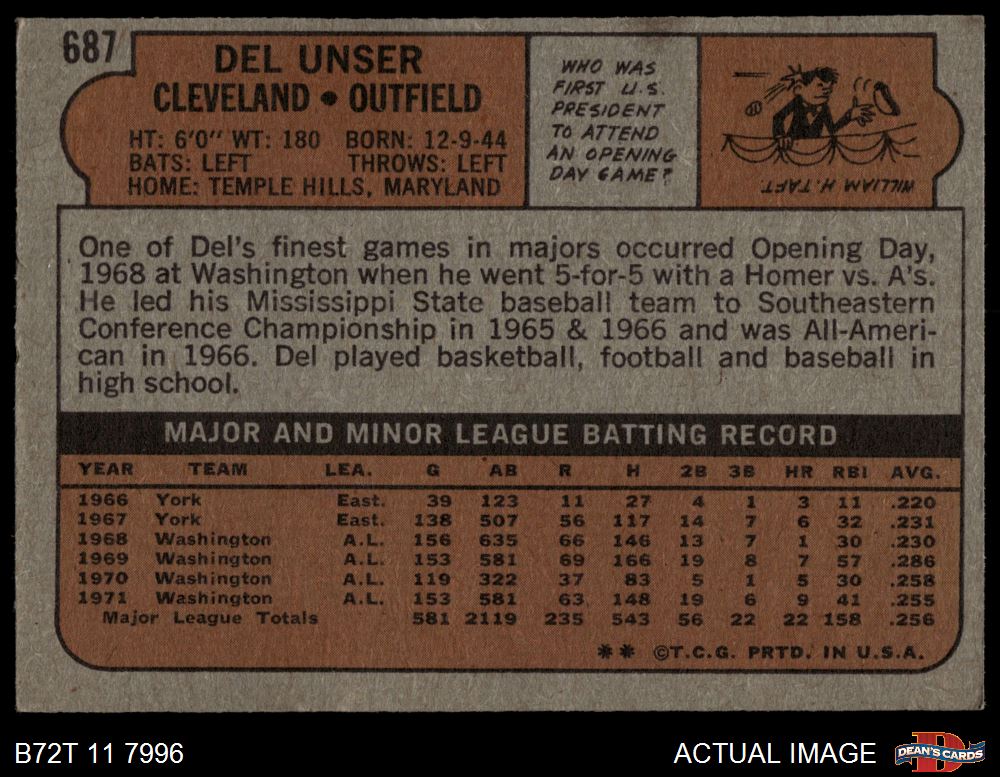 687
DEL UNSER
CLEVELAND • OUTFIELD
HT: 6'0" WT: 180 BORN: 12-9-44
BATS: LEFT THROWS: LEFT
HOME: TEMPLE HILLS, MARYLAND
WHO WAS
FIRST U.S.
PRESIDENT
TO ATTEND
AN OPENING
DAY GAME?
WILLIAM H. TAFT.
One of Del's finest games in majors occurred Opening Day,
1968 at Washington when he went 5-for-5 with a Homer vs. A's.
He led his Mississippi State baseball team to Southeastern
Conference Championship in 1965 & 1966 and was All-Ameri-
can in 1966. Del played basketball, football and baseball in
high school.
MAJOR AND MINOR LEAGUE BATTING RECORD
YEAR TEAM LEA. G AB R H 2B 3B HR RBI AVG.
1966 York East. 39 123 11 27 4 1 3 11 .220
1967 York East. 138 507 56 117 14 7 6 32 .231
1968 Washington A.L. 156 635 66 146 13 7 1 30 .230
1969 Washington A.L. 153 581 69 166 19 8 7 57 .286
1970 Washington A.L. 119 322 37 83 5 1 5 30 .258
1971 Washington A.L. 153 581 63 148 19 6 9 41 .255
Major League Totals 581 2119 235 543 56 22 22 158 .256
** ©T.C.G. PRTD. IN U.S.A.
B72T 11 7996
ACTUAL IMAGE
DEAN'S CARDS